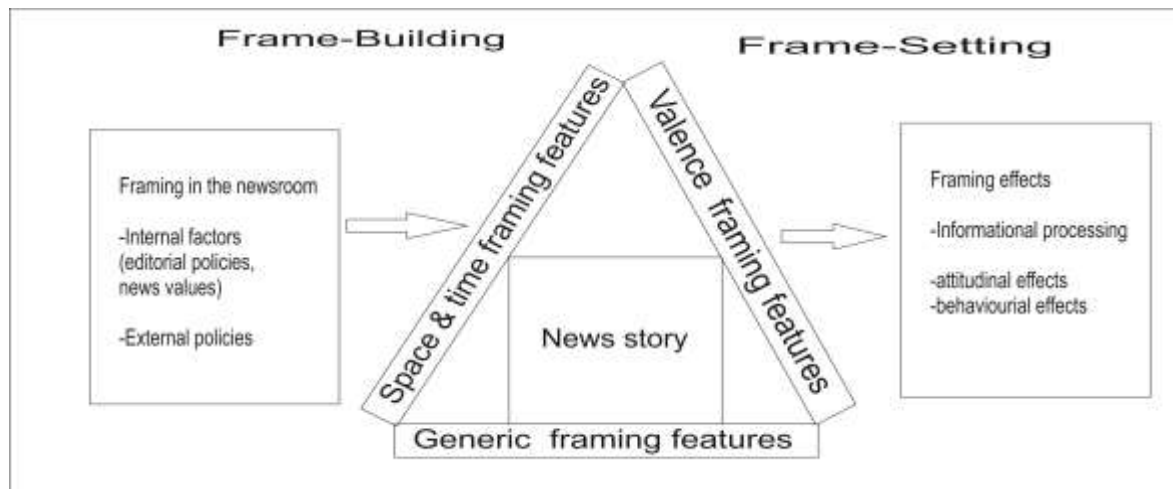 Frame-Building
Frame-Setting
Framing in the newsroom
-Internal factors
(editorial policies,
news values)
-External policies
Space & time framing features
Valence framing features
News story
Generic framing features
Framing effects
-Informational processing
-attitudinal effects
-behaviourial effects